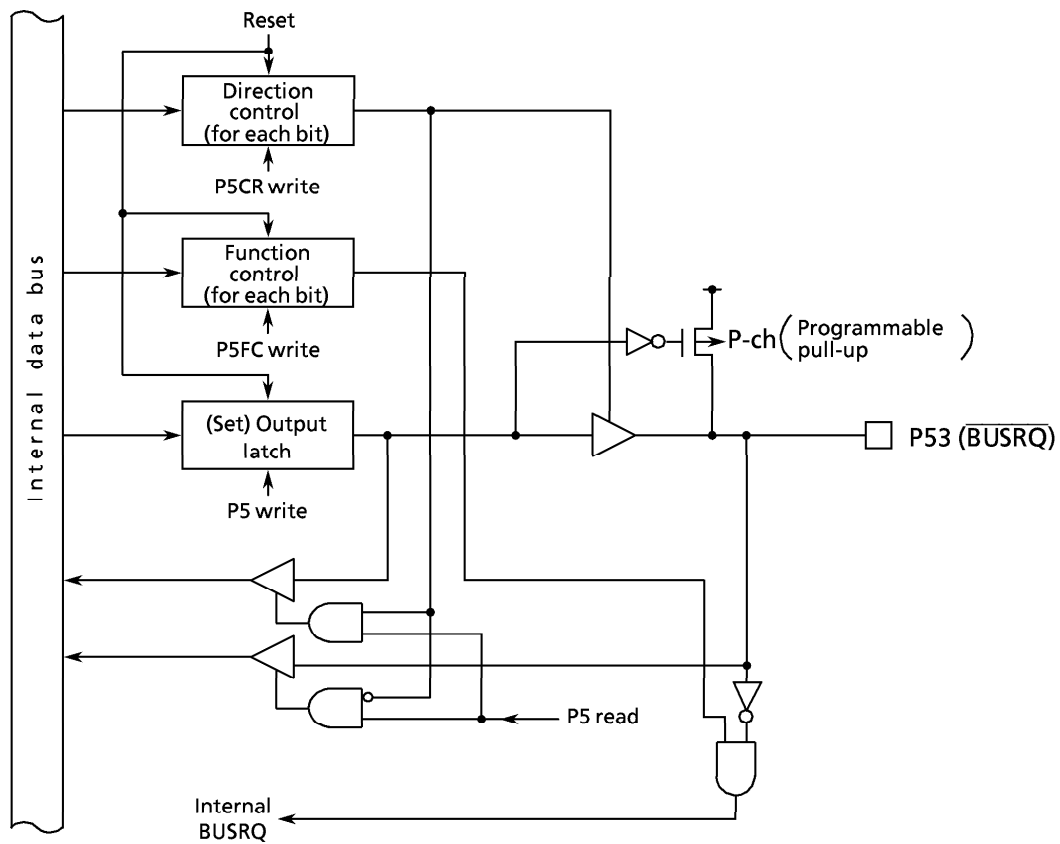 Reset
Direction
control
(for each bit)
P5CR write
Function
control
(for each bit)
P5FC write
(Set) Output
latch
P5 write
Internal data bus
P-ch (Programmable
pull-up)
P53 (B̅U̅S̅R̅Q̅)
P5 read
Internal
BUSRQ